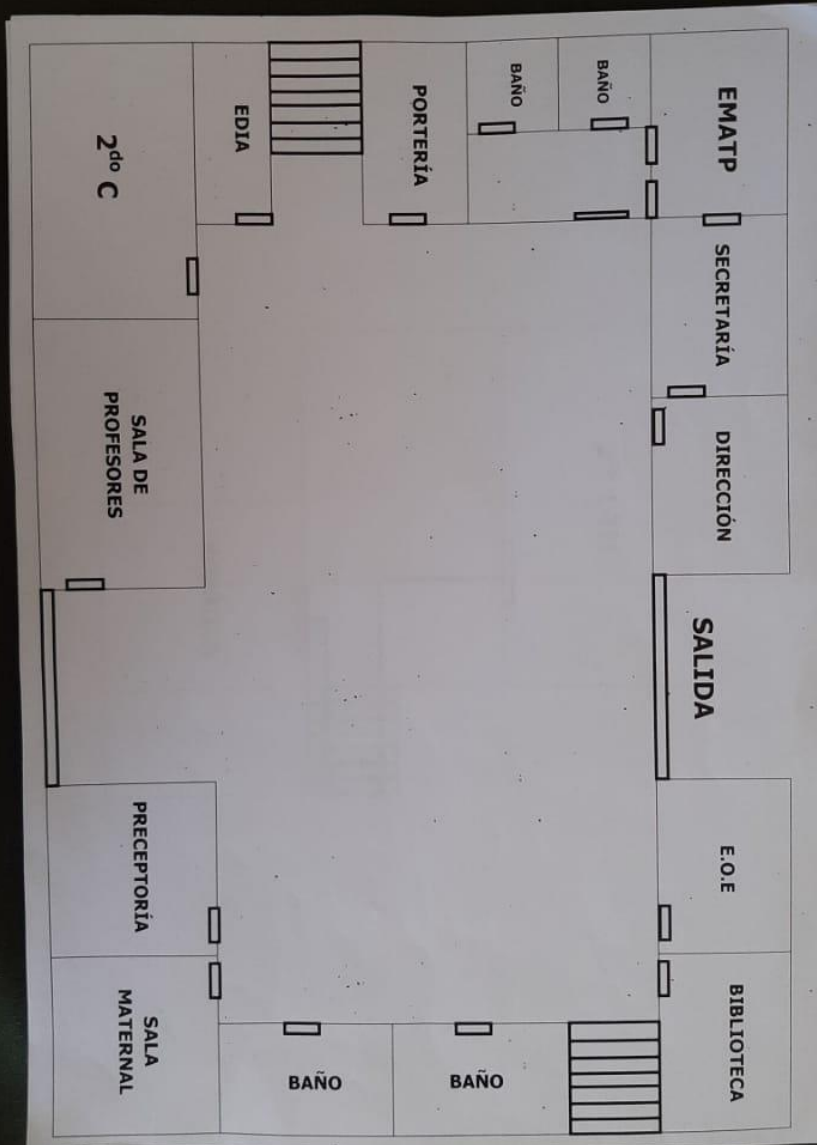 EMATP
SECRETARÍA
DIRECCIÓN
SALIDA
E.O.E
BIBLIOTECA
BAÑO
BAÑO
PORTERÍA
EDIA
2do C
SALA DE
PROFESORES
PRECEPTORÍA
SALA
MATERNAL
BAÑO
BAÑO